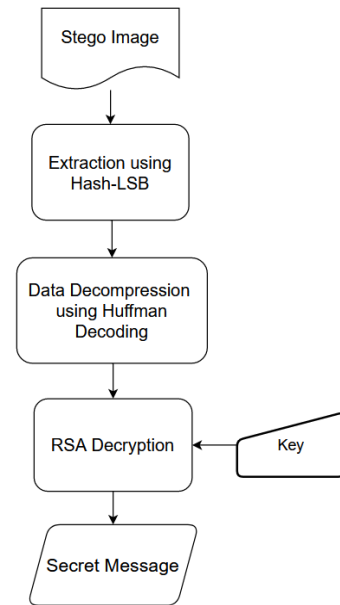 Stego Image
Extraction using
Hash-LSB
Data Decompression
using Huffman
Decoding
RSA Decryption
Key
Secret Message